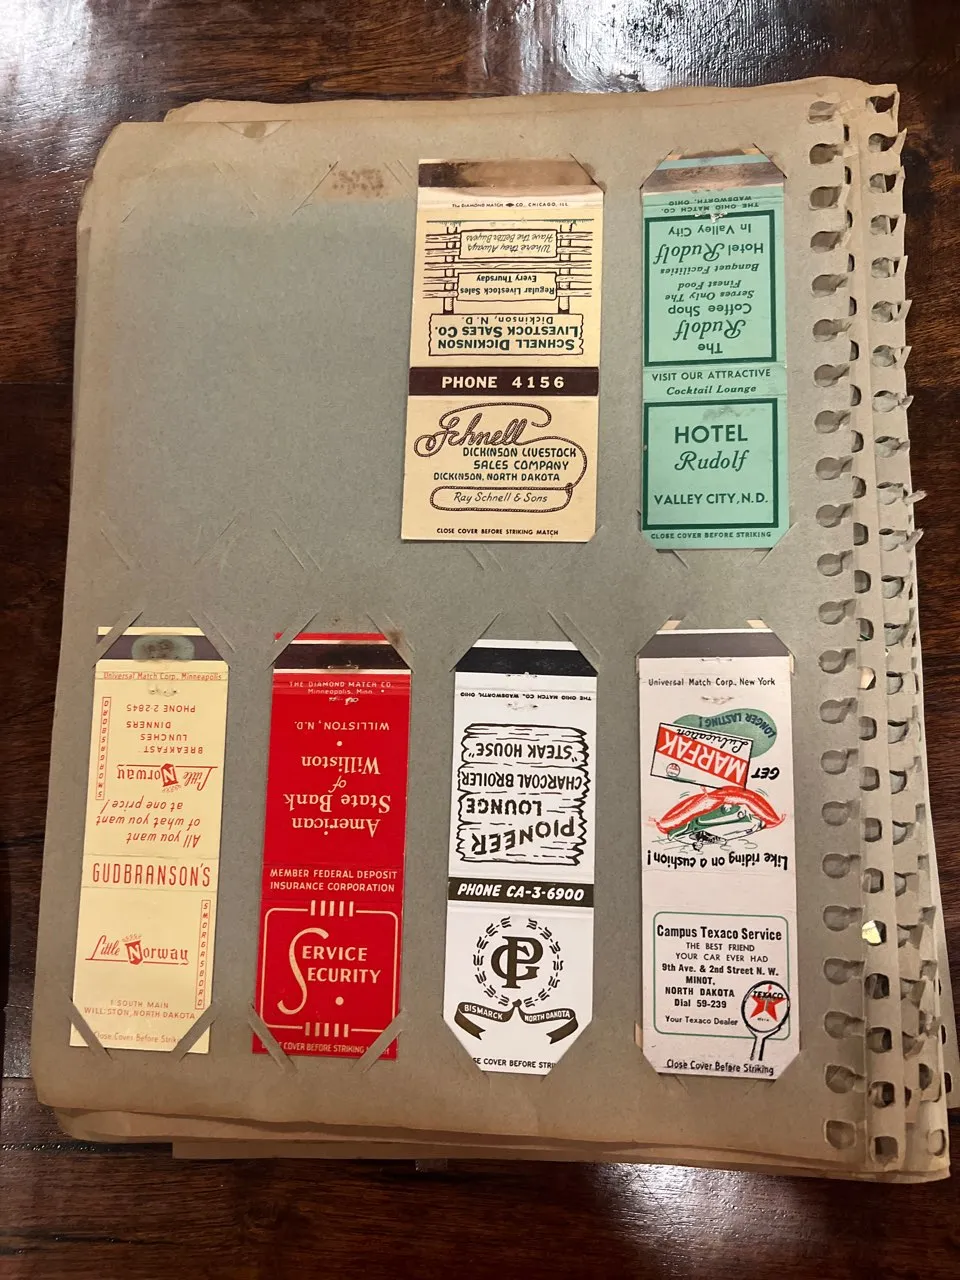 THE DIAMOND MATCH CO., CHICAGO, ILL.
Where they Always
Have the Better Buyers
Regular Livestock Sales
Every Thursday
SCHNELL DICKINSON
LIVESTOCK SALES CO.
Dickinson, N. D.
PHONE 4156
Schnell
DICKINSON LIVESTOCK
SALES COMPANY
DICKINSON, NORTH DAKOTA
Ray Schnell & Sons
CLOSE COVER BEFORE STRIKING MATCH
THE OHIO MATCH CO.
WADSWORTH, OHIO
The
Rudolf
Coffee Shop
Serves Only The
Finest Food
Banquet Facilities
Hotel Rudolf
In Valley City
VISIT OUR ATTRACTIVE
Cocktail Lounge
HOTEL
Rudolf
VALLEY CITY, N.D.
CLOSE COVER BEFORE STRIKING
Universal Match Corp., Minneapolis
All you want
of what you want
at one price!
Little Norway
SMORGASBORD
BREAKFAST
LUNCHES
DINNERS
PHONE 2-2845
GUDBRANSON'S
Little Norway
SMORGASBORD
1 SOUTH MAIN
WILLISTON, NORTH DAKOTA
Close Cover Before Strik
THE DIAMOND MATCH CO.
Minneapolis, Minn.
American
State Bank
of
Williston
WILLISTON, N.D.
MEMBER FEDERAL DEPOSIT
INSURANCE CORPORATION
SERVICE
SECURITY
SE COVER BEFORE STRIKING
THE OHIO MATCH CO., WADSWORTH, OHIO
PIONEER
LOUNGE
CHARCOAL BROILER
"STEAK HOUSE"
PHONE CA-3-6900
GP
BISMARCK NORTH DAKOTA
SE COVER BEFORE STRI
Universal Match Corp., New York
Like riding on a cushion!
GET
MARFAK
Lubrication
LONGER LASTING!
Campus Texaco Service
THE BEST FRIEND
YOUR CAR EVER HAD
9th Ave. & 2nd Street N. W.
MINOT,
NORTH DAKOTA
Dial 59-239
Your Texaco Dealer
TEXACO
Close Cover Before Striking